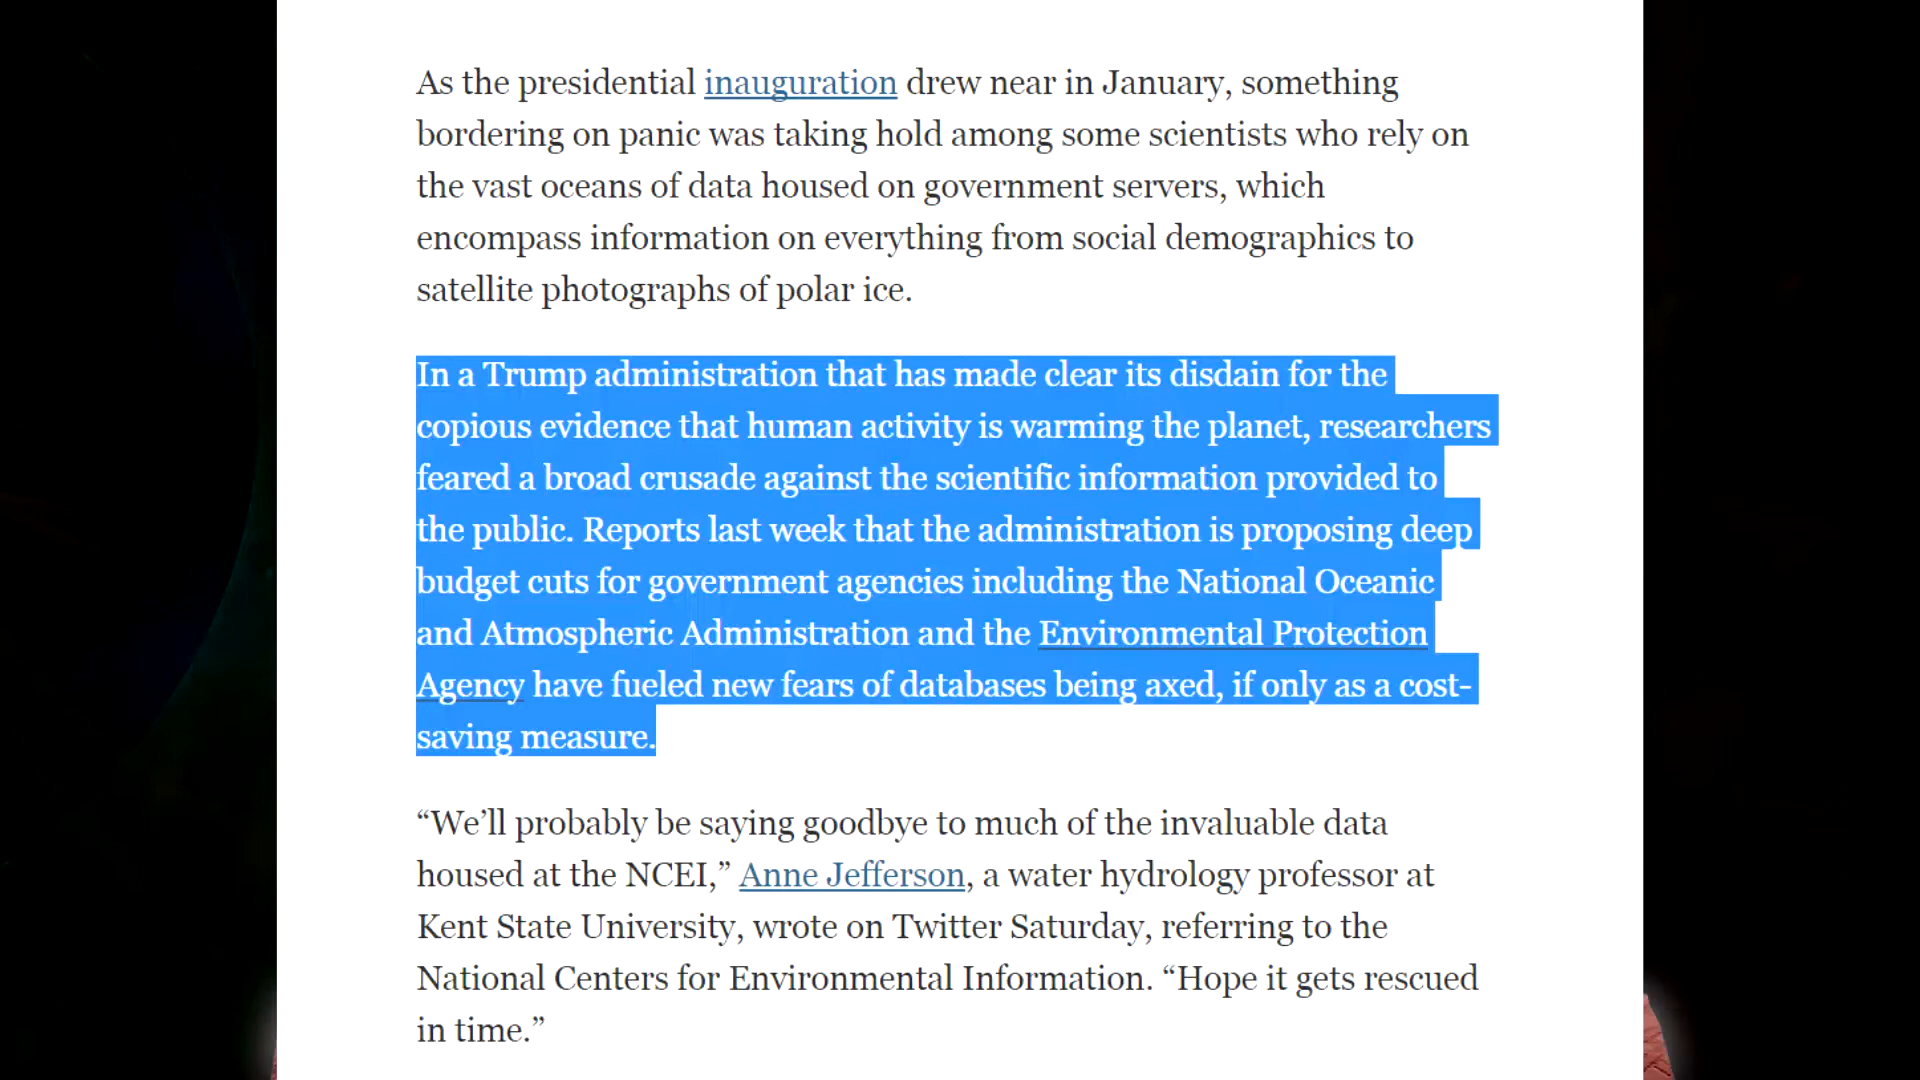 As the presidential inauguration drew near in January, something
bordering on panic was taking hold among some scientists who rely on
the vast oceans of data housed on government servers, which
encompass information on everything from social demographics to
satellite photographs of polar ice.
In a Trump administration that has made clear its disdain for the
copious evidence that human activity is warming the planet, researchers
feared a broad crusade against the scientific information provided to
the public. Reports last week that the administration is proposing deep
budget cuts for government agencies including the National Oceanic
and Atmospheric Administration and the Environmental Protection
Agency have fueled new fears of databases being axed, if only as a cost-
saving measure.
“We’ll probably be saying goodbye to much of the invaluable data
housed at the NCEI,” Anne Jefferson, a water hydrology professor at
Kent State University, wrote on Twitter Saturday, referring to the
National Centers for Environmental Information. “Hope it gets rescued
in time.”